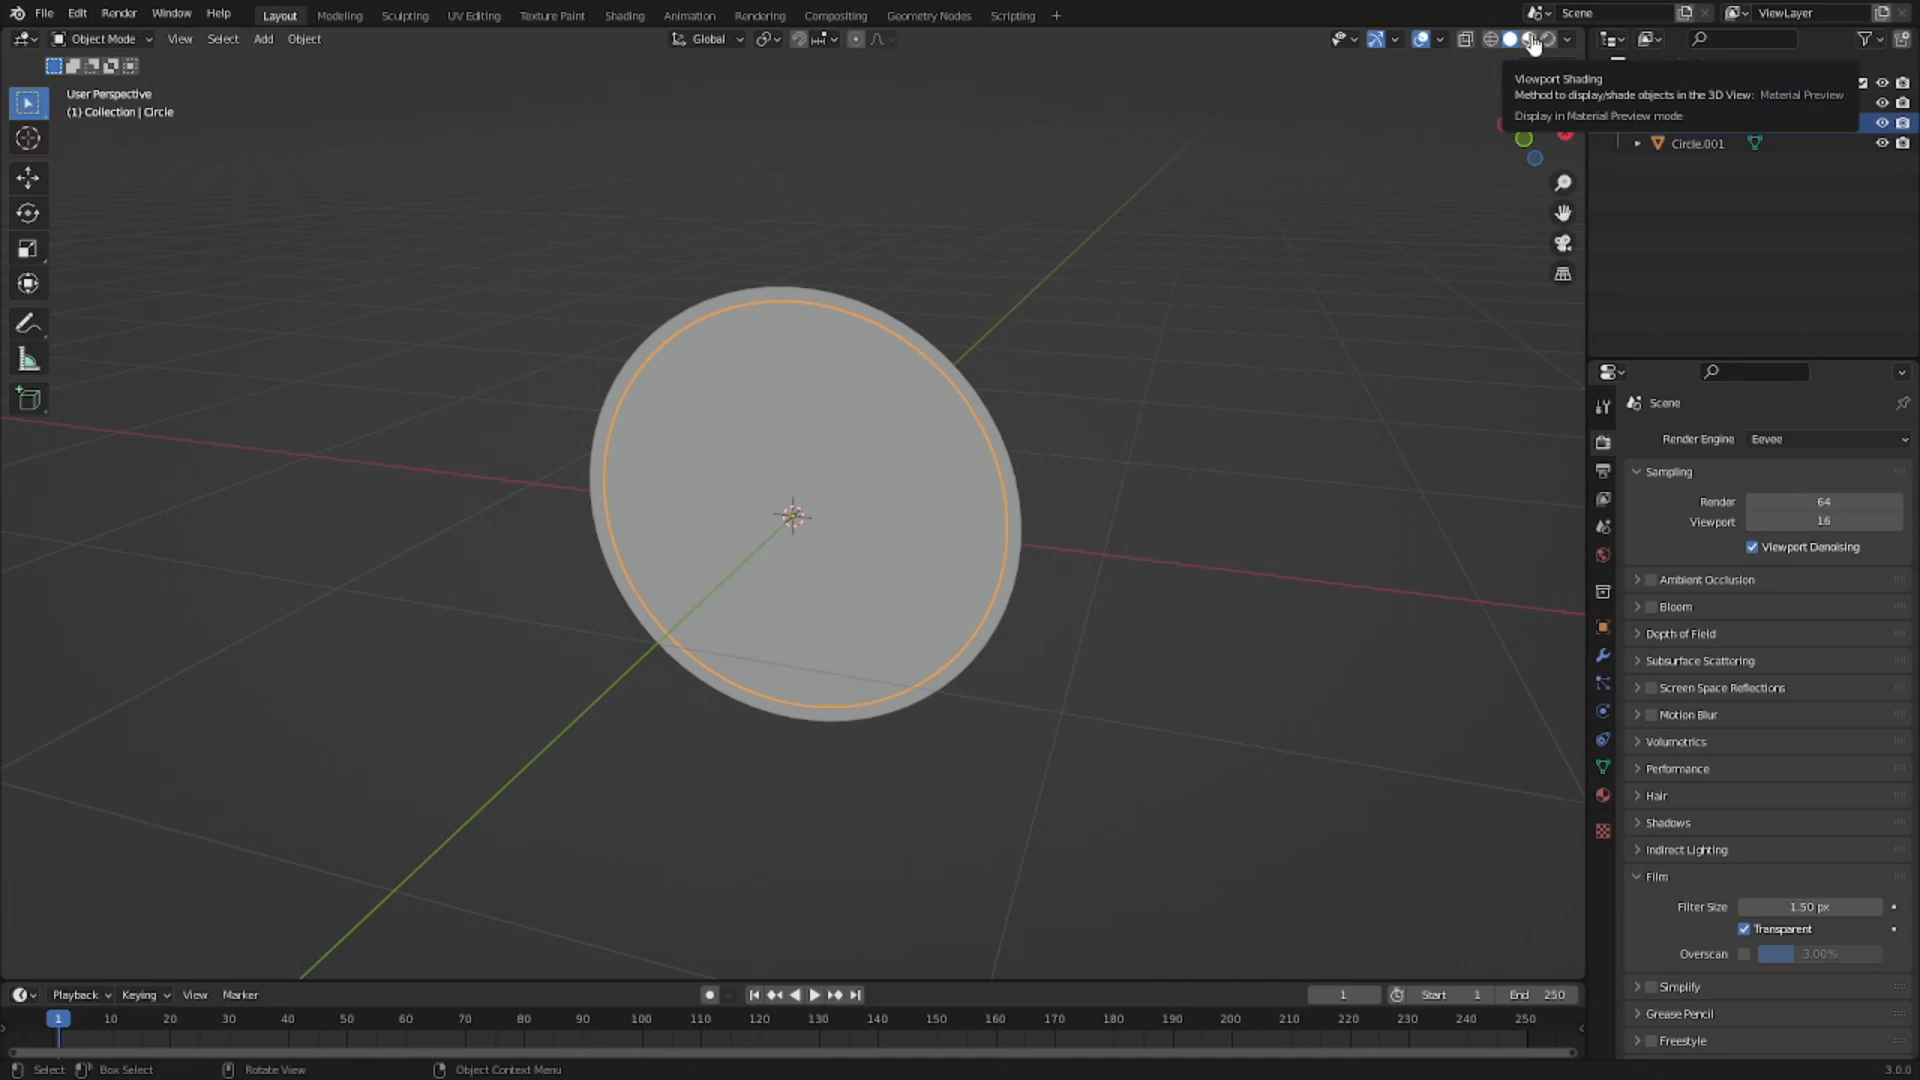 File Edit Render Window Help Layout Modeling Sculpting UV Editing Texture Paint Shading Animation Rendering Compositing Geometry Nodes Scripting + Scene ViewLayer
Object Mode View Select Add Object Global
User Perspective
(1) Collection | Circle
Viewport Shading
Method to display/shade objects in the 3D View: Material Preview
Display in Material Preview mode
Circle.001
Scene
Render Engine Eevee
Sampling
Render 64
Viewport 16
Viewport Denoising
Ambient Occlusion
Bloom
Depth of Field
Subsurface Scattering
Screen Space Reflections
Motion Blur
Volumetrics
Performance
Hair
Shadows
Indirect Lighting
Film
Filter Size 1.50 px
Transparent
Overscan 3.00%
Simplify
Grease Pencil
Freestyle
Playback Keying View Marker 1 Start 1 End 250
1 10 20 30 40 50 60 70 80 90 100 110 120 130 140 150 160 170 180 190 200 210 220 230 240 250
Select Box Select Rotate View Object Context Menu 3.0.0